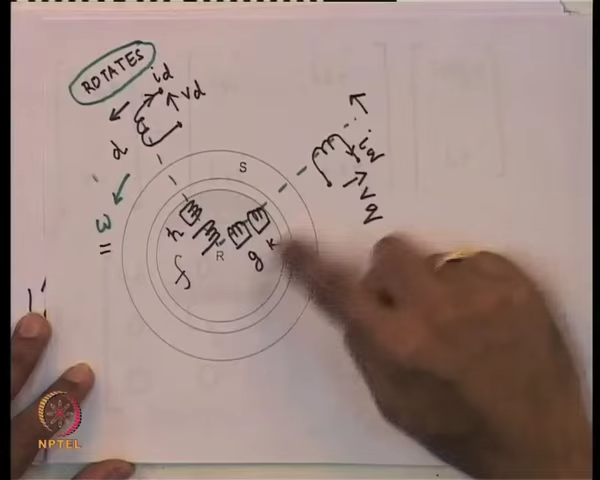 ROTATES
id
vd
d
iq
vq
S
ω
=
h
f
R
g
k
NPTEL